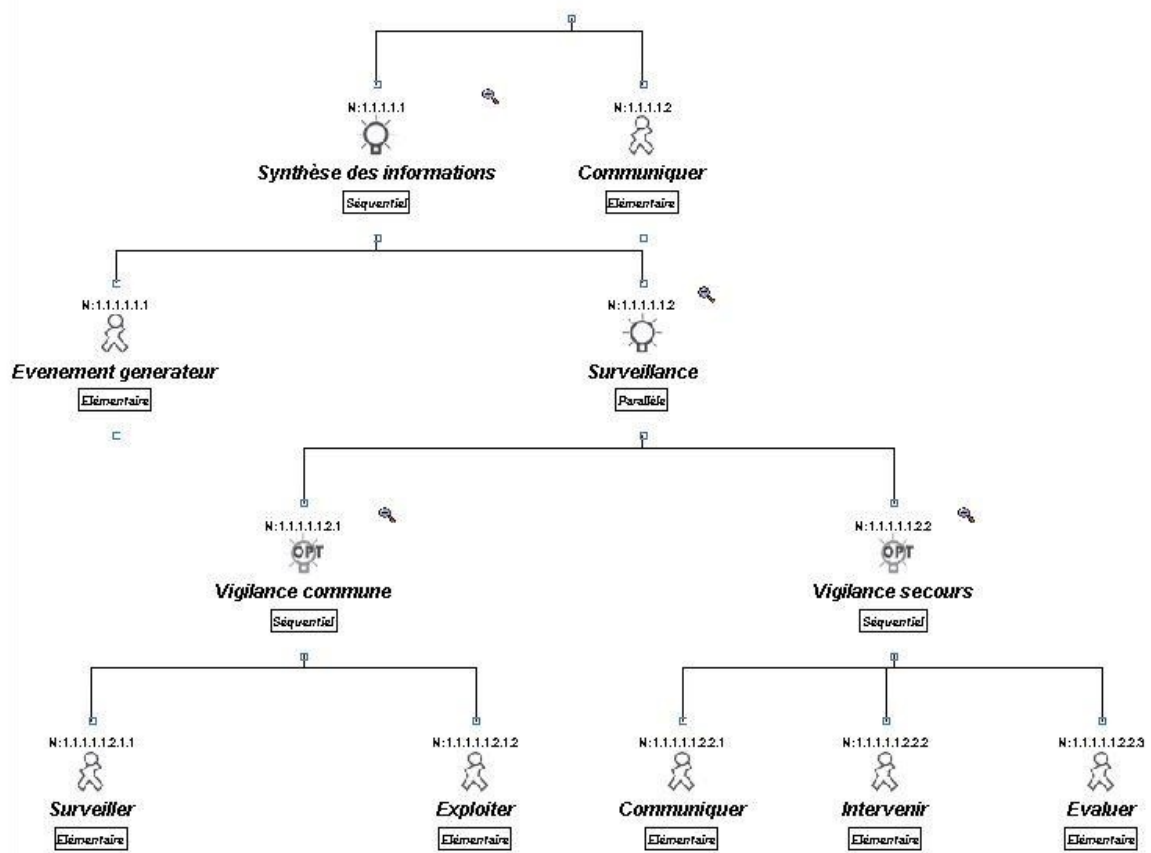 N:1.1.1.1.1
N:1.1.1.1.2
Synthèse des informations
Communiquer
Séquentiel
Elémentaire
N:1.1.1.1.1.1
N:1.1.1.1.1.2
Evenement generateur
Surveillance
Elémentaire
Parallèle
N:1.1.1.1.1.2.1
N:1.1.1.1.1.2.2
OPT
OPT
Vigilance commune
Vigilance secours
Séquentiel
Séquentiel
N:1.1.1.1.1.2.1.1
N:1.1.1.1.1.2.1.2
N:1.1.1.1.1.2.2.1
N:1.1.1.1.1.2.2.2
N:1.1.1.1.1.2.2.3
Surveiller
Exploiter
Communiquer
Intervenir
Evaluer
Elémentaire
Elémentaire
Elémentaire
Elémentaire
Elémentaire